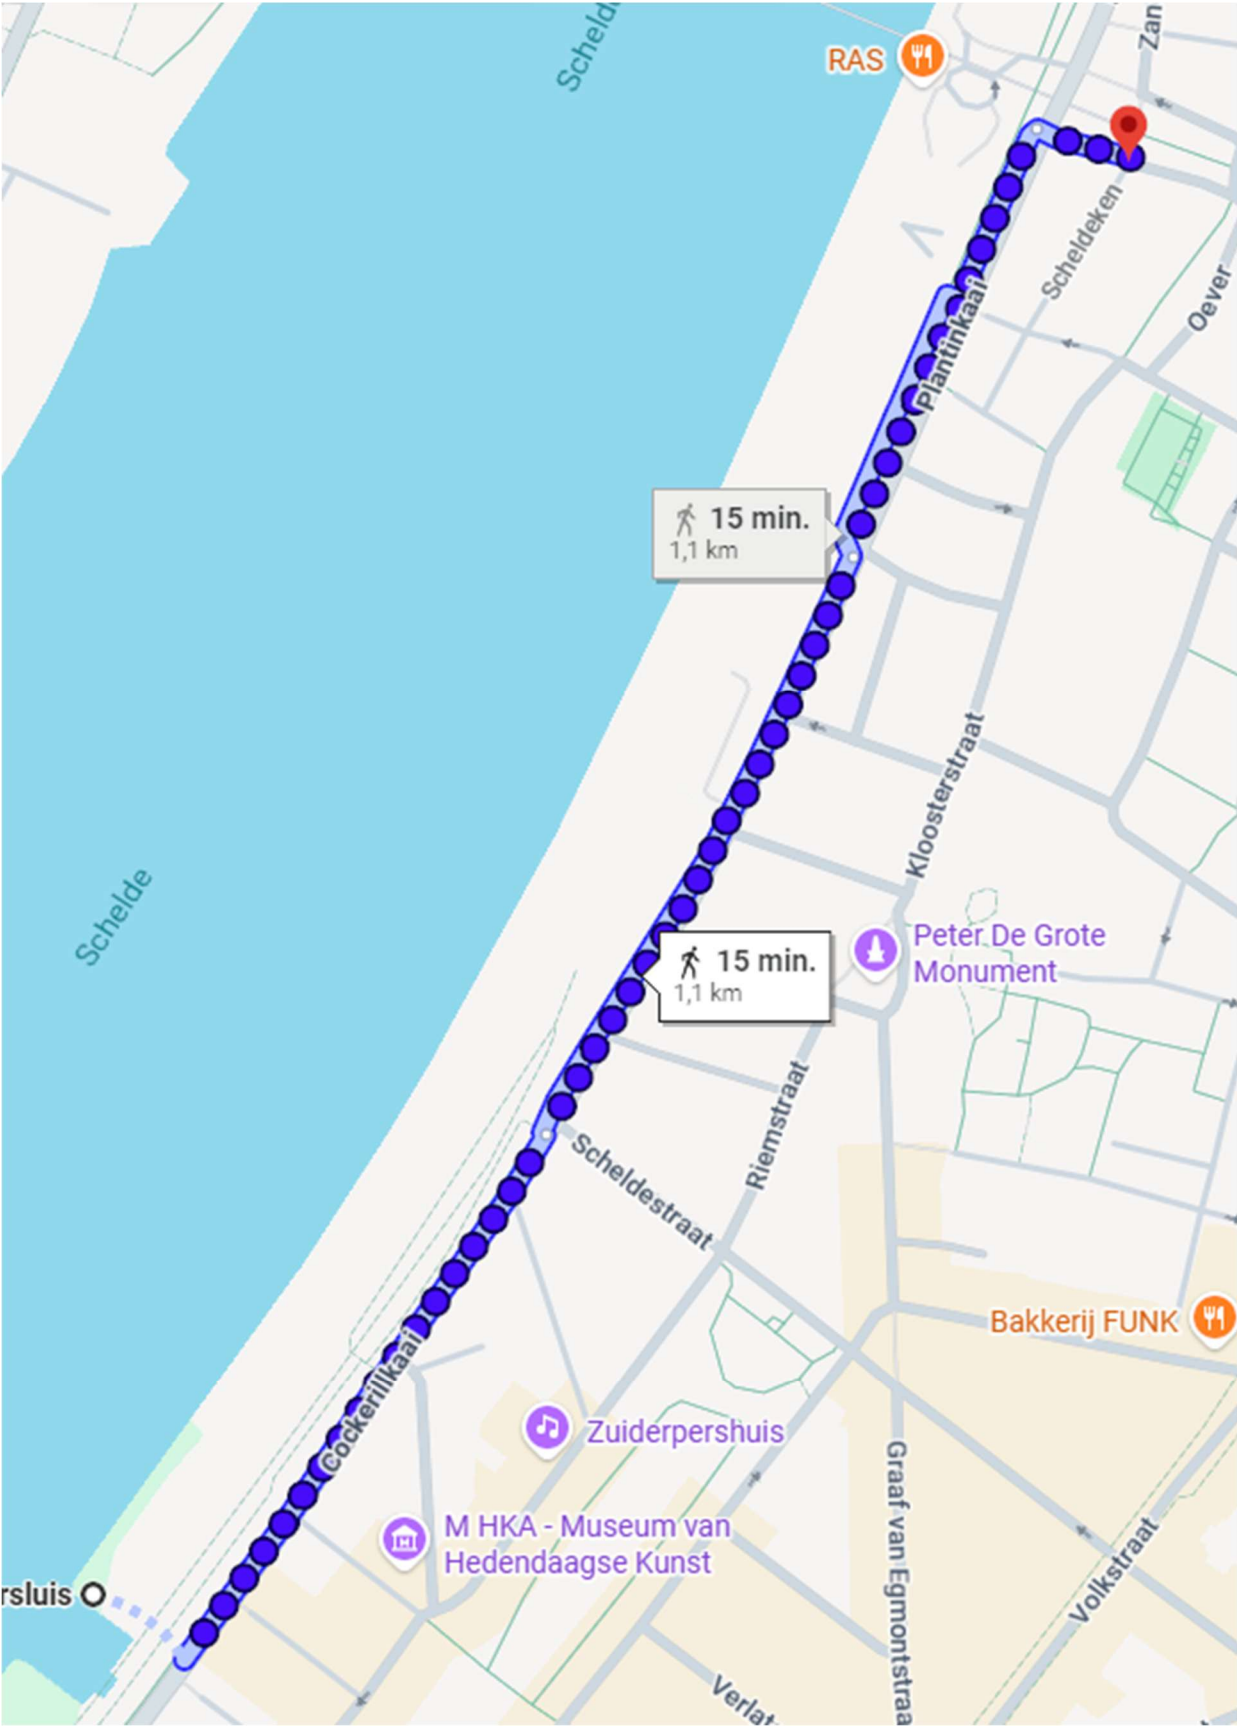 Scheld
RAS
Zan
Scheldeken
Oever
Plantinkaai
15 min.
1,1 km
Kloosterstraat
Schelde
Peter De Grote
Monument
15 min.
1,1 km
Riemstraat
Scheldestraat
Bakkerij FUNK
Cockerillkaai
Zuiderpershuis
M HKA - Museum van
Hedendaagse Kunst
Graaf van Egmontstraa
Volkstraat
rsluis
Verlat